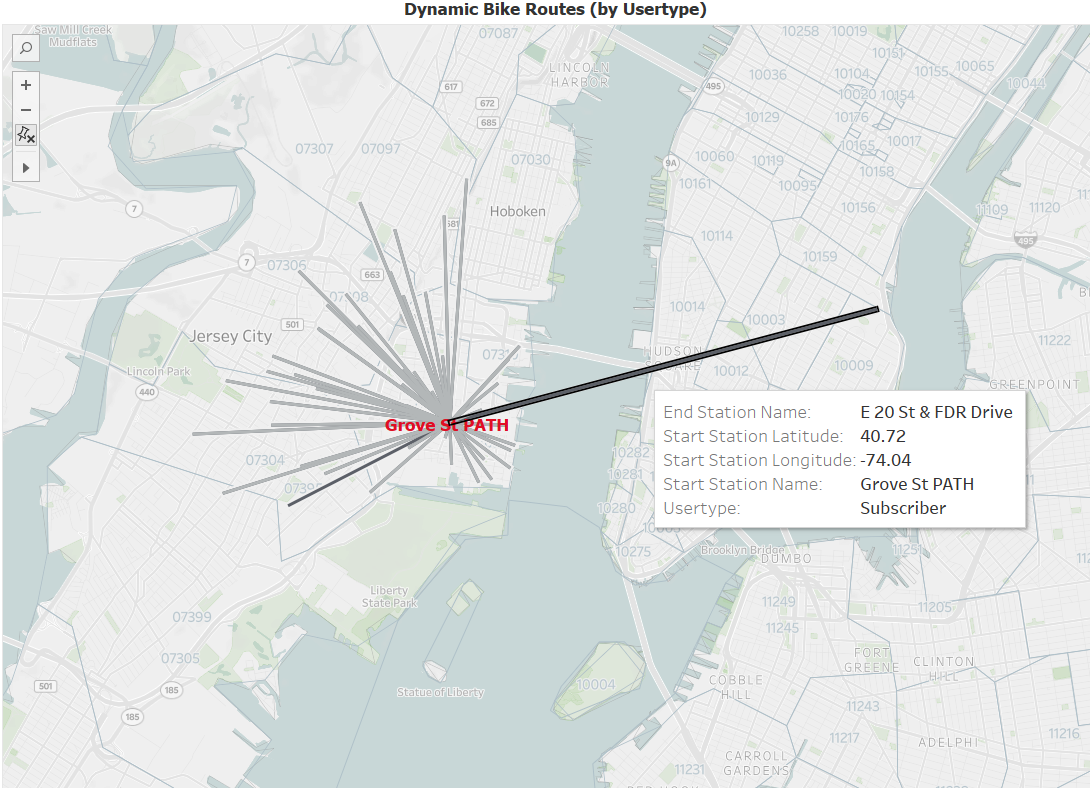 Dynamic Bike Routes (by Usertype)
Saw Mill Creek
Mudflats
07087
10258
10019
10151
LINCOLN
HARBOR
617
672
685
495
10036
10104
10155
10065
10044
10020
10154
10129
10176
10017
10165
9A
07307
07097
07030
10060
10119
10158
10161
10095
7
Hoboken
10156
11109
11120
581
10114
495
7
07306
663
10159
10014
501
10003
Jersey City
11222
HUDSON
SQUARE
Lincoln Park
10012
10009
GREENPOINT
440
End Station Name: E 20 St & FDR Drive
Start Station Latitude: 40.72
Start Station Longitude: -74.04
Start Station Name: Grove St PATH
Usertype: Subscriber
Grove St PATH
10282
07304
10281
10280
10275
Brooklyn Bridge
DUMBO
11251
Liberty
State Park
11249
11205
07399
11245
07305
FORT
GREENE
CLINTON
HILL
501
185
Statue of Liberty
10004
COBBLE
HILL
185
11243
11217
ADELPHI
11216
CARROLL
GARDENS
11231